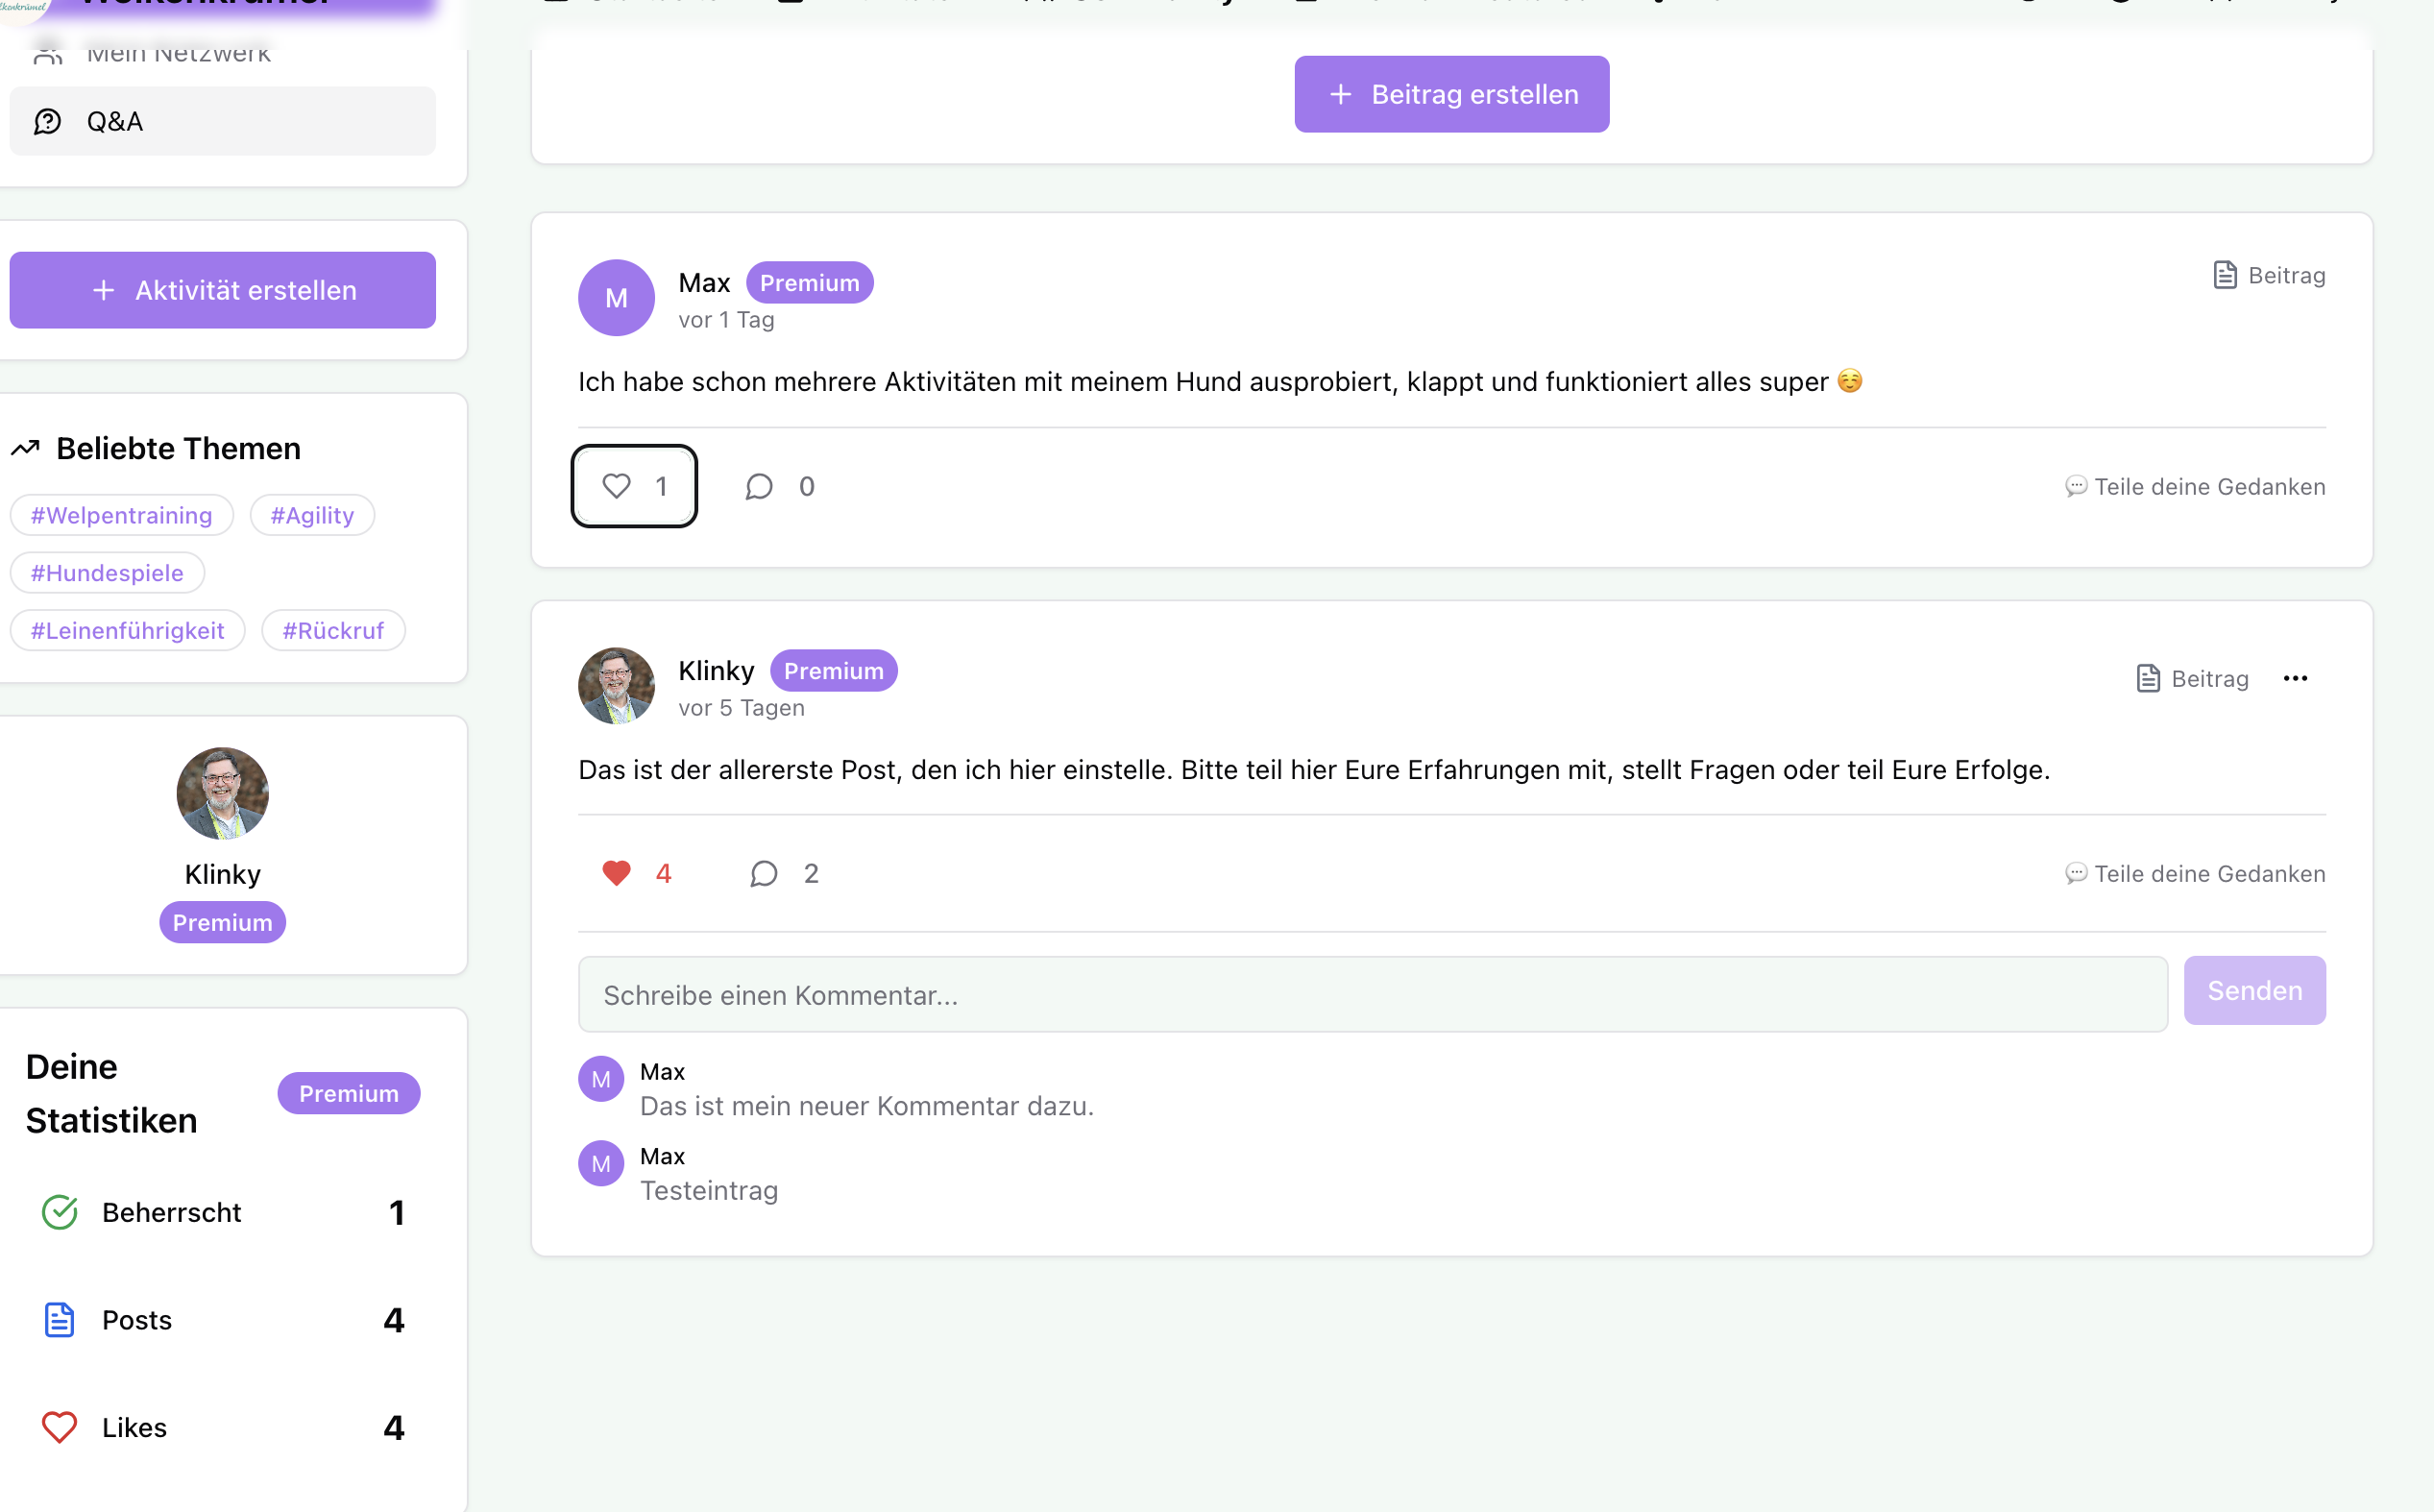 Mein Netzwerk
Q&A
+ Aktivität erstellen
Beliebte Themen
#Welpentraining #Agility
#Hundespiele
#Leinenführigkeit #Rückruf
Klinky
Premium
Deine
Statistiken
Premium
Beherrscht 1
Posts 4
Likes 4
+ Beitrag erstellen
M
Max Premium
Beitrag
vor 1 Tag
Ich habe schon mehrere Aktivitäten mit meinem Hund ausprobiert, klappt und funktioniert alles super ☺️
1 0
💬 Teile deine Gedanken
Klinky Premium
Beitrag ...
vor 5 Tagen
Das ist der allererste Post, den ich hier einstelle. Bitte teil hier Eure Erfahrungen mit, stellt Fragen oder teil Eure Erfolge.
4 2
💬 Teile deine Gedanken
Schreibe einen Kommentar...
Senden
M
Max
Das ist mein neuer Kommentar dazu.
M
Max
Testeintrag